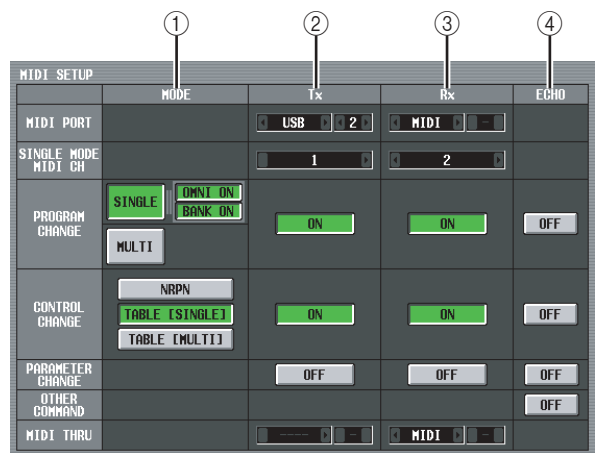 1 2 3 4
MIDI SETUP
MODE Tx Rx ECHO
MIDI PORT USB 2 MIDI -
SINGLE MODE
MIDI CH
1 2
PROGRAM
CHANGE
SINGLE OMNI ON
BANK ON
MULTI
ON ON OFF
CONTROL
CHANGE
NRPN
TABLE [SINGLE]
TABLE [MULTI]
ON ON OFF
PARAMETER
CHANGE
OFF OFF OFF
OTHER
COMMAND
OFF
MIDI THRU ---- - MIDI -